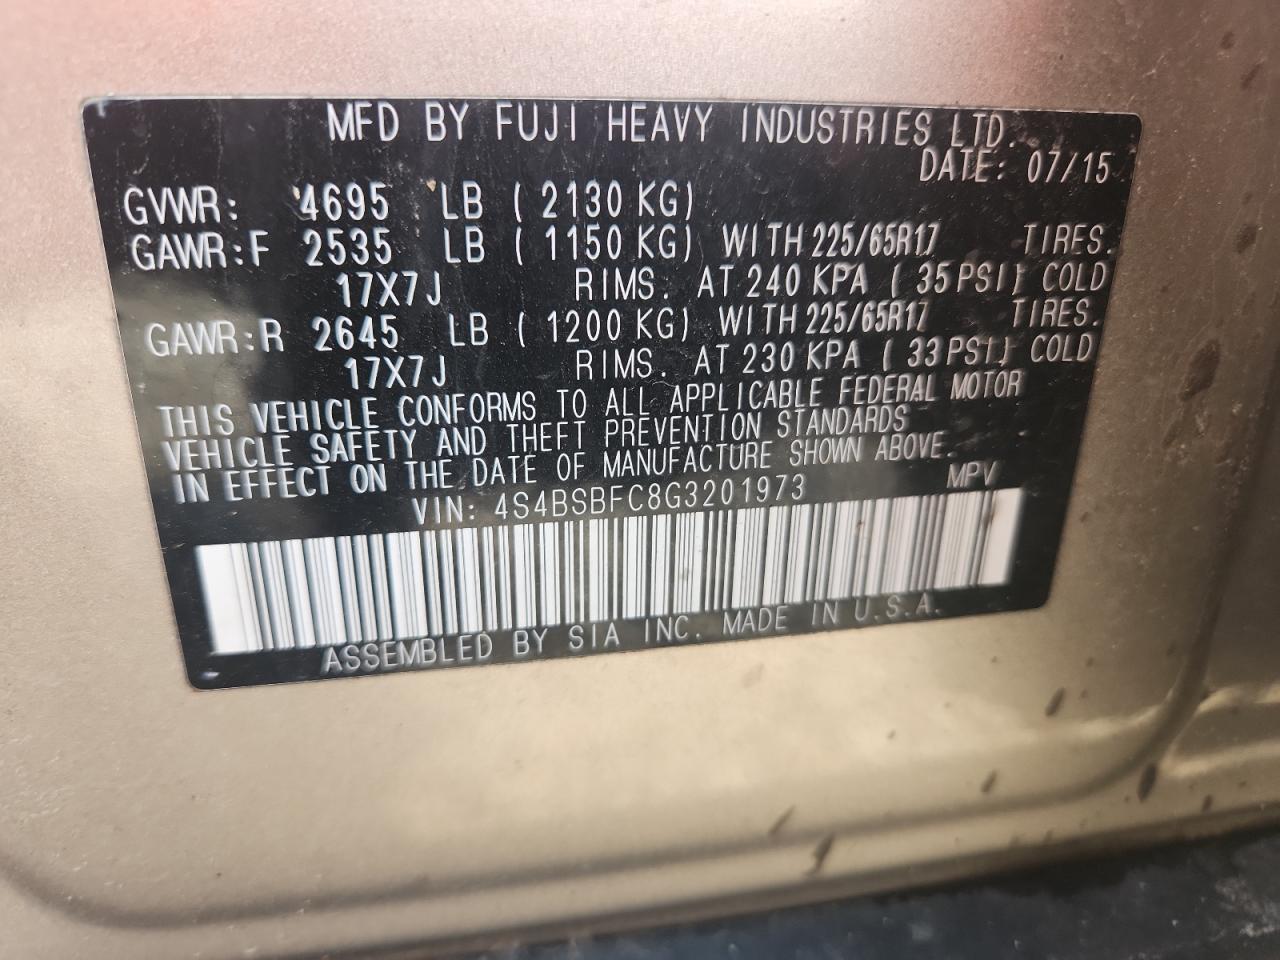 MFD BY FUJI HEAVY INDUSTRIES LTD.
DATE: 07/15
GVWR: 4695 LB ( 2130 KG)
GAWR:F 2535 LB ( 1150 KG) WITH 225/65R17 TIRES.
17X7J RIMS. AT 240 KPA ( 35 PSI) COLD
GAWR:R 2645 LB ( 1200 KG) WITH 225/65R17 TIRES.
17X7J RIMS. AT 230 KPA ( 33 PSI) COLD
THIS VEHICLE CONFORMS TO ALL APPLICABLE FEDERAL MOTOR
VEHICLE SAFETY AND THEFT PREVENTION STANDARDS
IN EFFECT ON THE DATE OF MANUFACTURE SHOWN ABOVE.
VIN: 4S4BSBFC8G3201973 MPV
ASSEMBLED BY SIA INC. MADE IN U.S.A.